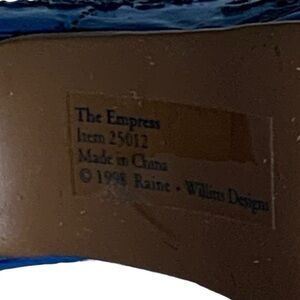 The Empress
Item 25012
Made in China
© 1998 Raine • Willitts Designs